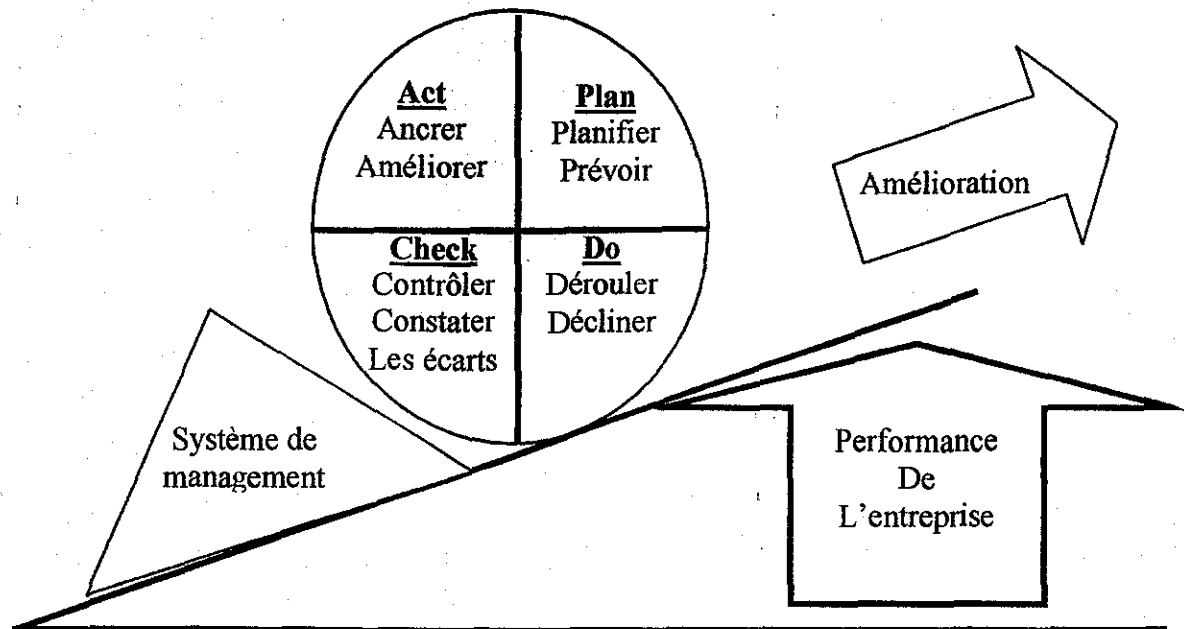 Act
Ancrer
Améliorer
Plan
Planifier
Prévoir
Check
Contrôler
Constater
Les écarts
Do
Dérouler
Décliner
Amélioration
Système de
management
Performance
De
L'entreprise